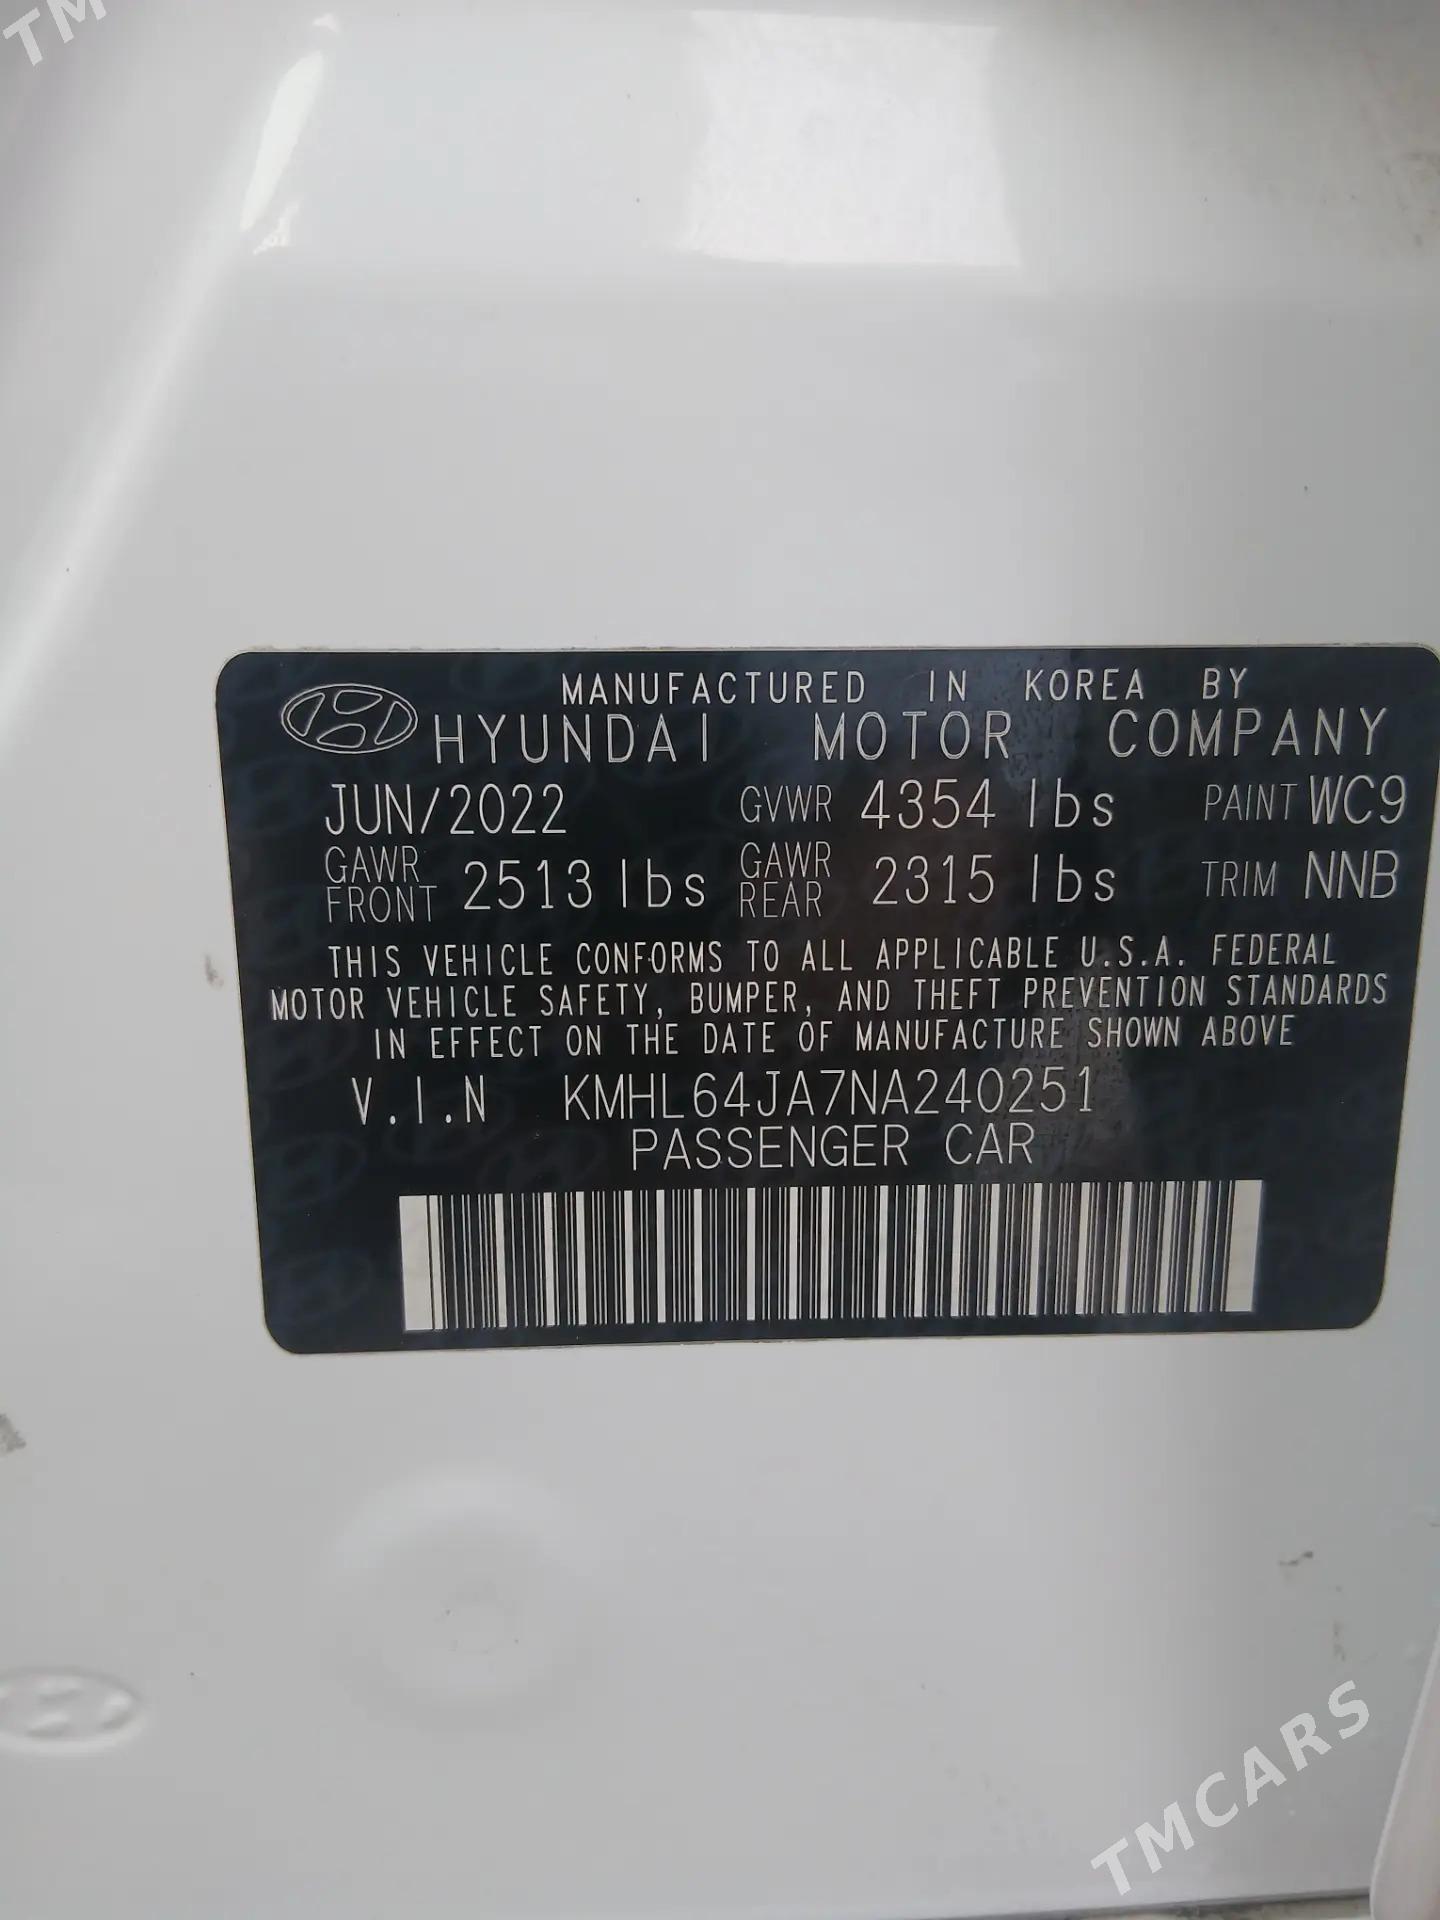 TM
MANUFACTURED IN KOREA BY
HYUNDAI MOTOR COMPANY
JUN/2022 GVWR 4354 lbs PAINT WC9
GAWR FRONT 2513 lbs GAWR REAR 2315 lbs TRIM NNB
THIS VEHICLE CONFORMS TO ALL APPLICABLE U.S.A. FEDERAL
MOTOR VEHICLE SAFETY, BUMPER, AND THEFT PREVENTION STANDARDS
IN EFFECT ON THE DATE OF MANUFACTURE SHOWN ABOVE
V.I.N KMHL64JA7NA240251
PASSENGER CAR
TMCARS